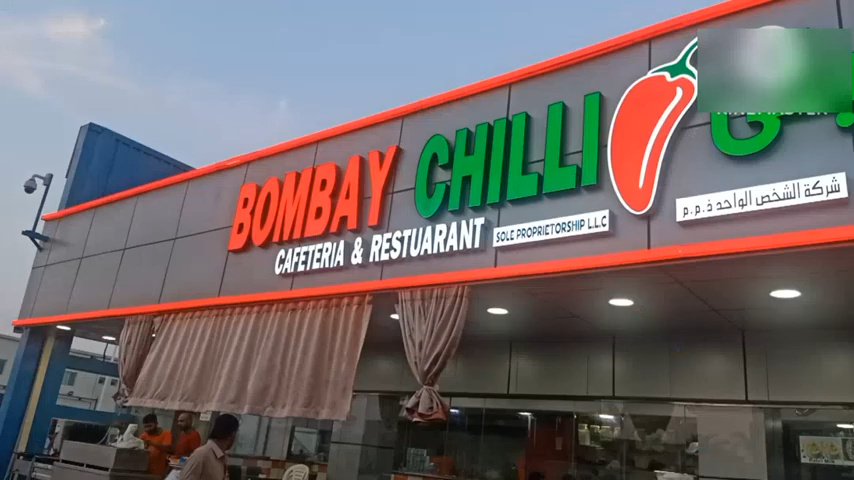 BOMBAY CHILLI
CAFETERIA & RESTUARANT
SOLE PROPRIETORSHIP L.L.C
شركة الشخص الواحد ذ.م.م